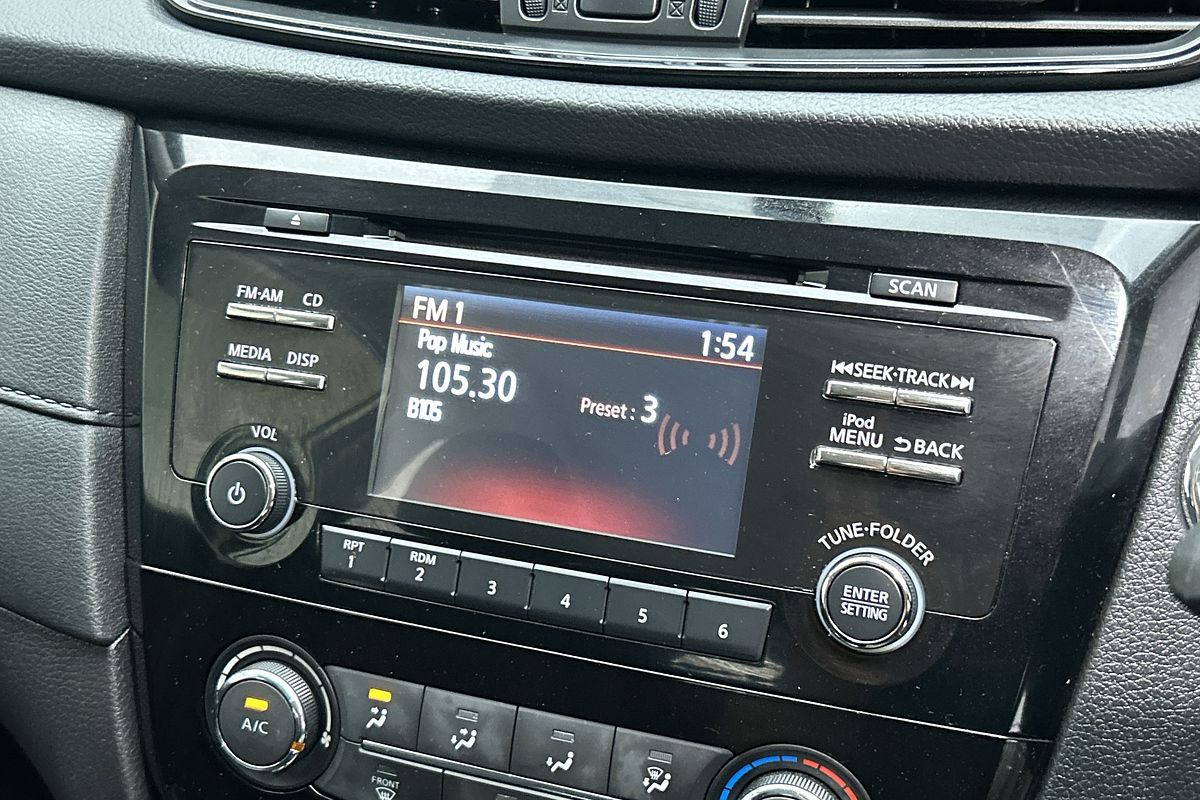 SCAN
FM·AM CD
MEDIA DISP
VOL
FM 1
1:54
Pop Music
105.30
B105
Preset : 3
SEEK·TRACK
iPod
MENU BACK
TUNE·FOLDER
ENTER
SETTING
RPT
1
RDM
2
3
4
5
6
A/C
FRONT